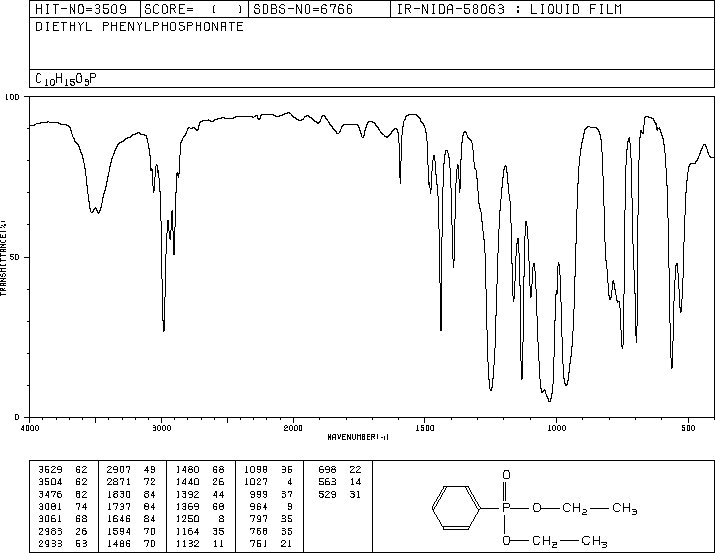 HIT-NO=3509 SCORE= ( ) SDBS-NO=6766 IR-NIDA-58063 : LIQUID FILM
DIETHYL PHENYLPHOSPHONATE
C10H15O3P
100
TRANSMITTANCE(%)
50
0
4000 3000 2000 1500 1000 500
WAVENUMBER(-1)
3529 62 2907 49 1480 68 1098 36 698 22
3504 62 2871 72 1440 26 1027 4 563 14
3476 62 1830 84 1392 44 999 37 529 31
3081 74 1737 84 1369 68 964 9
3061 68 1646 84 1250 8 797 35
2983 26 1594 70 1164 35 768 35
2933 53 1486 70 1132 11 751 21
O
P O CH2 CH3
O CH2 CH3